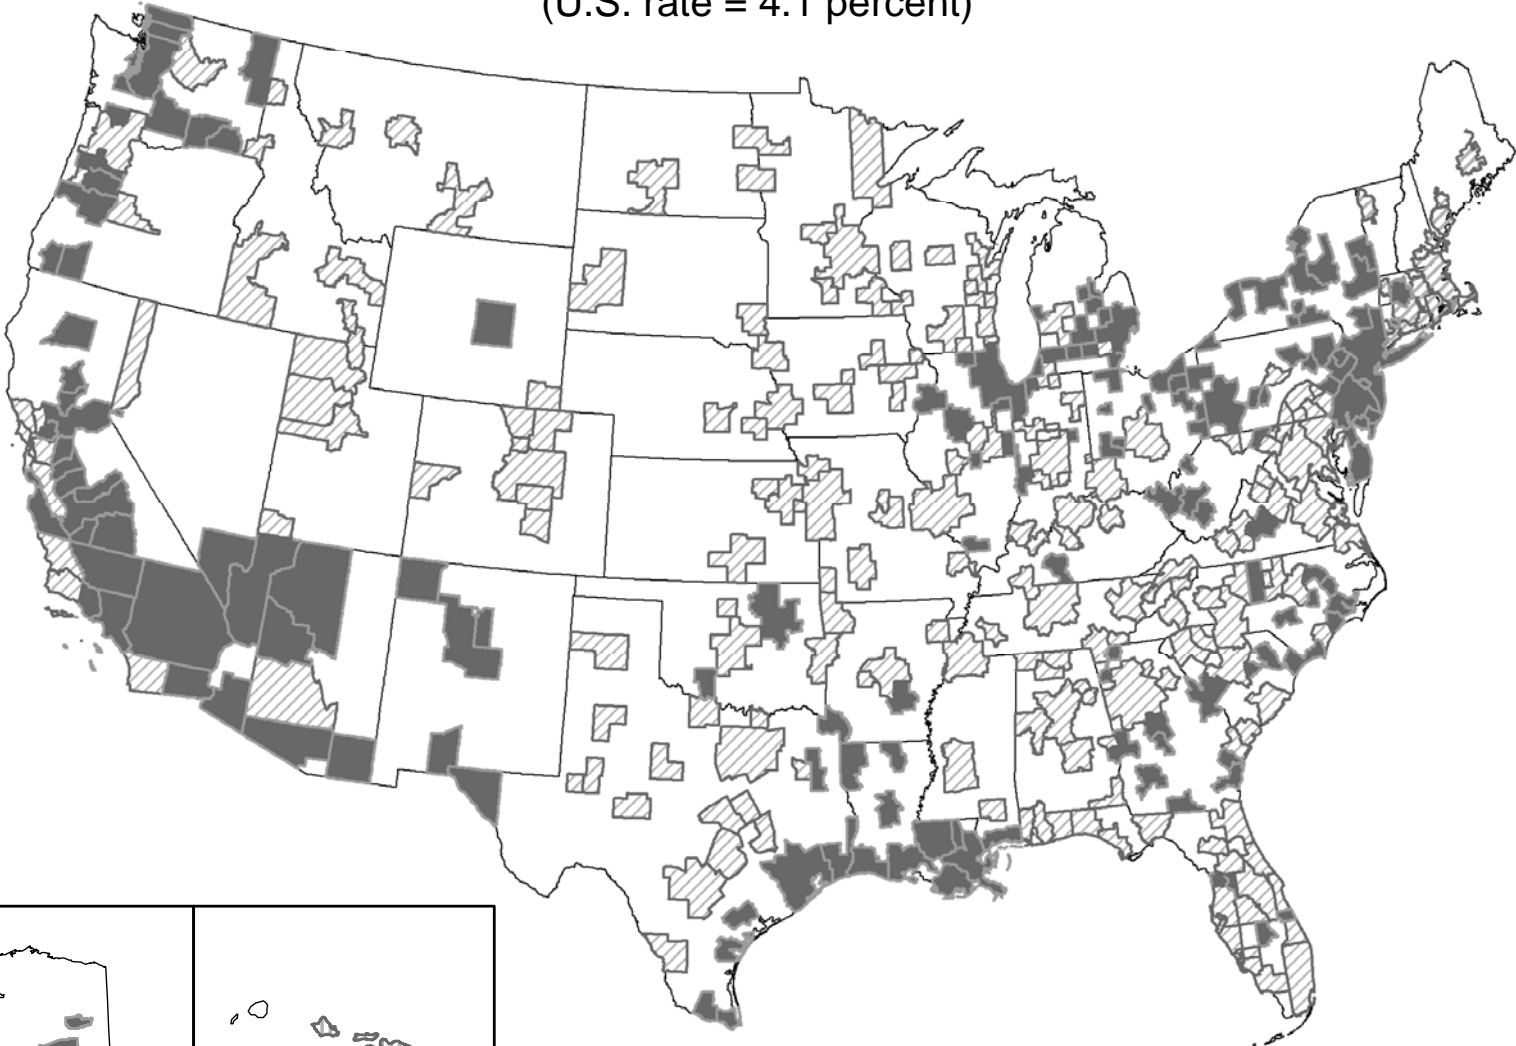 (U.S. rate = 4.1 percent)